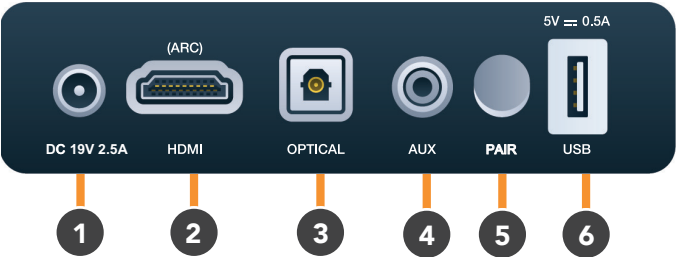 5V ⎓ 0.5A
(ARC)
DC 19V 2.5A HDMI OPTICAL AUX PAIR USB
1 2 3 4 5 6